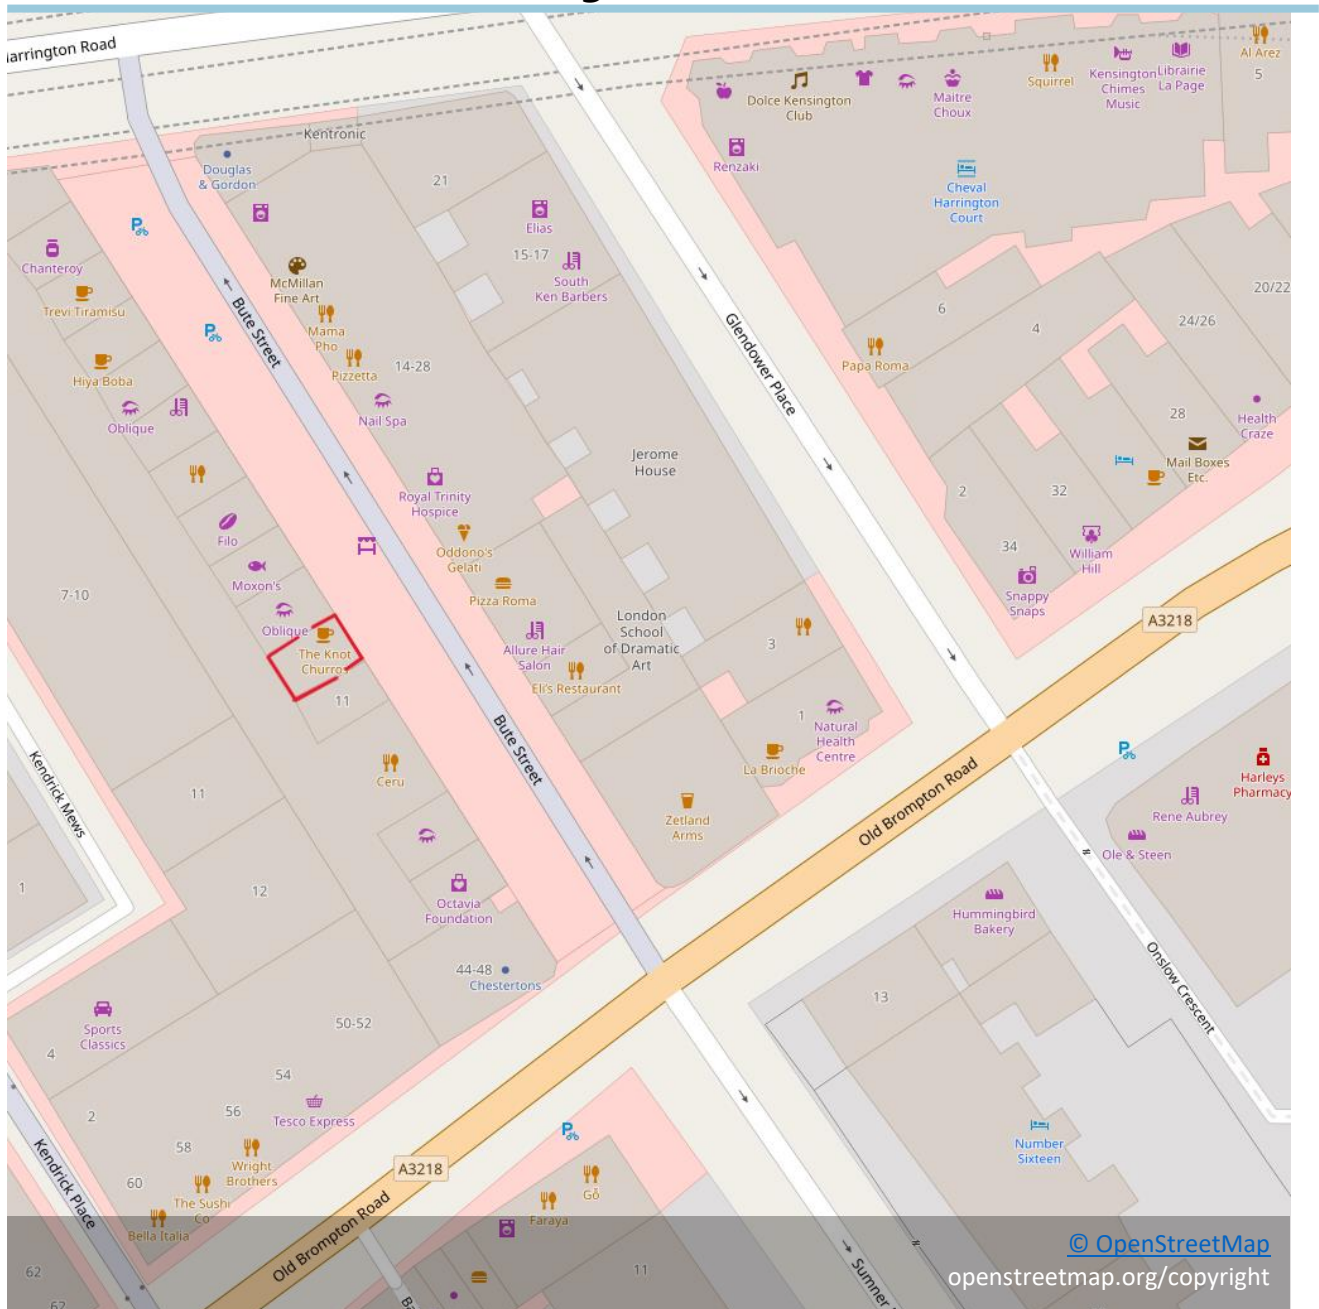 Harrington Road
Kentronic
Douglas
& Gordon
21
Elias
15-17
South
Ken Barbers
Chanteroy
Trevi Tiramisu
Hiya Boba
Oblique
McMillan
Fine Art
Mama
Pho
Pizzetta
14-28
Nail Spa
Bute Street
Royal Trinity
Hospice
Oddono's
Gelati
Pizza Roma
Allure Hair
Salon
Eli's Restaurant
Filo
Moxon's
Oblique
The Knot
Churros
11
7-10
Ceru
11
12
Octavia
Foundation
44-48
Chestertons
50-52
Bute Street
Jerome
House
London
School
of Dramatic
Art
3
1
Natural
Health
Centre
La Brioche
Zetland
Arms
Glendower Place
Dolce Kensington
Club
Renzaki
Maitre
Choux
Squirrel
Kensington
Chimes
Music
Librairie
La Page
Al Arez
5
Cheval
Harrington
Court
Papa Roma
6
4
20/22
24/26
28
Health
Craze
Mail Boxes
Etc.
2
32
34
William
Hill
Snappy
Snaps
A3218
Old Brompton Road
Harleys
Pharmacy
Rene Aubrey
Ole & Steen
Hummingbird
Bakery
13
Onslow Crescent
Number
Sixteen
Kendrick Mews
1
Sports
Classics
4
2
54
56
58
60
Tesco Express
Wright
Brothers
The Sushi
Co
Bella Italia
Kendrick Place
62
62
A3218
Old Brompton Road
Gô
Faraya
11
Sumner
Ba
© OpenStreetMap
openstreetmap.org/copyright